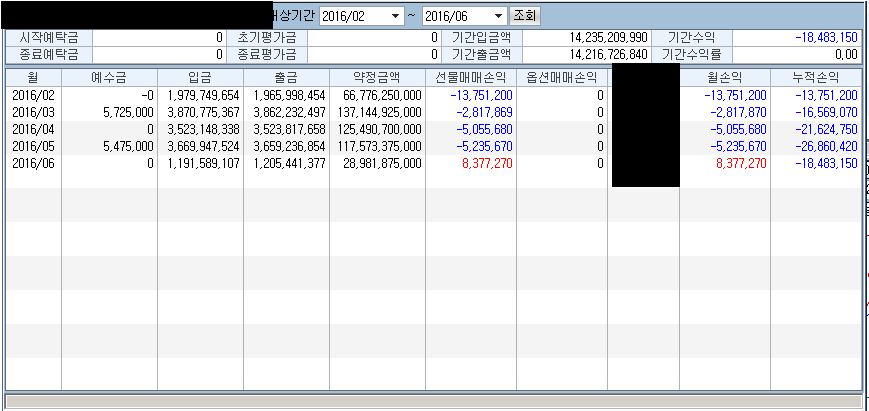 대상기간 2016/02 ~ 2016/06 조회
시작예탁금 0 초기평가금 0 기간입금액 14,235,209,990 기간수익 -18,483,150
종료예탁금 0 종료평가금 0 기간출금액 14,216,726,840 기간수익률 0,00
월 예수금 입금 출금 약정금액 선물매매손익 옵션매매손익 월손익 누적손익
2016/02 -0 1,979,749,654 1,965,998,454 66,776,250,000 -13,751,200 0 -13,751,200 -13,751,200
2016/03 5,725,000 3,870,775,367 3,862,232,497 137,144,925,000 -2,817,869 0 -2,817,870 -16,569,070
2016/04 0 3,523,148,338 3,523,817,658 125,490,700,000 -5,055,680 0 -5,055,680 -21,624,750
2016/05 5,475,000 3,669,947,524 3,659,236,854 117,573,375,000 -5,235,670 0 -5,235,670 -26,860,420
2016/06 0 1,191,589,107 1,205,441,377 28,981,875,000 8,377,270 0 8,377,270 -18,483,150